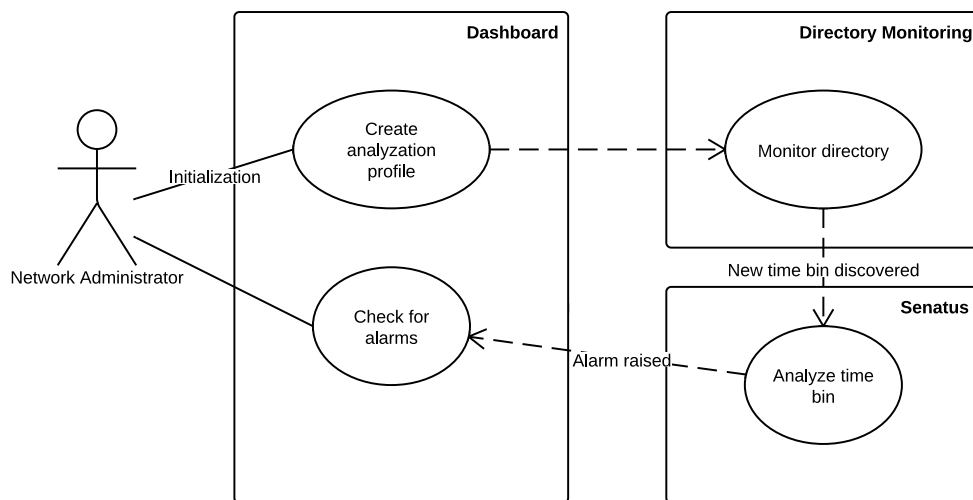 Dashboard
Directory Monitoring
Create
analyzation
profile
Monitor directory
Initialization
Network Administrator
New time bin discovered
Senatus
Check for
alarms
Alarm raised
Analyze time
bin